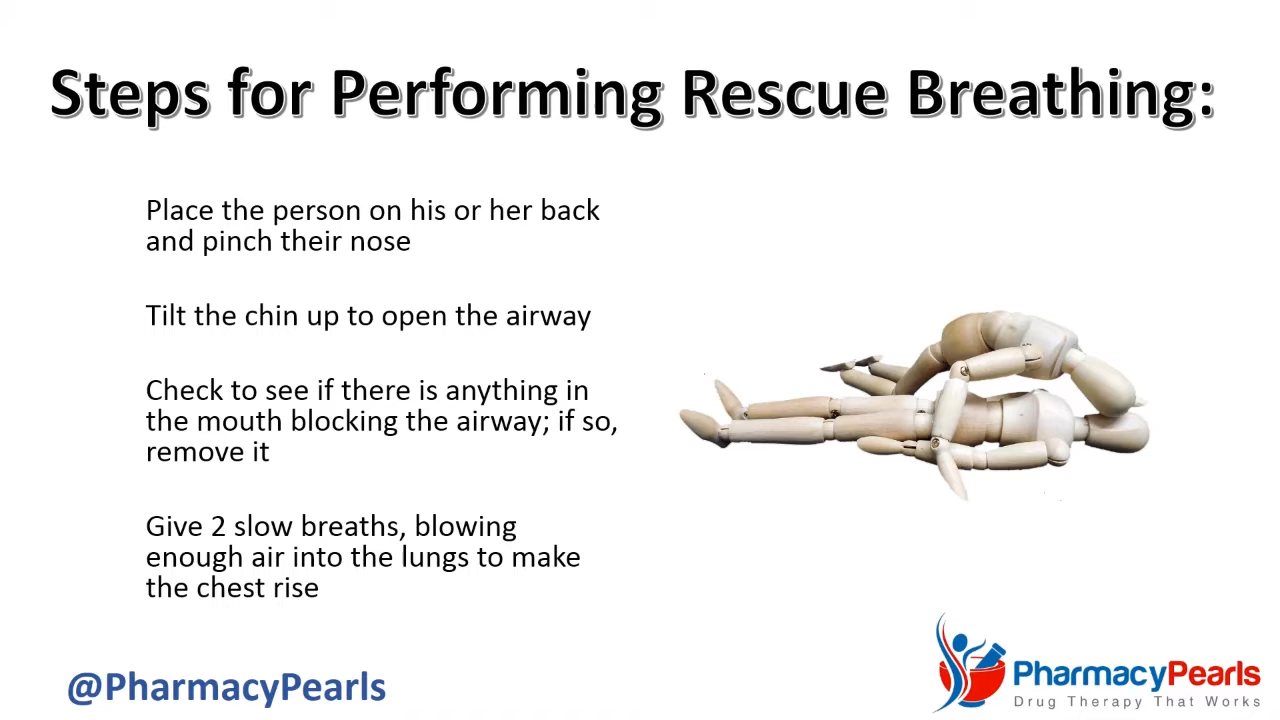 Steps for Performing Rescue Breathing:
Place the person on his or her back
and pinch their nose
Tilt the chin up to open the airway
Check to see if there is anything in
the mouth blocking the airway; if so,
remove it
Give 2 slow breaths, blowing
enough air into the lungs to make
the chest rise
@PharmacyPearls
PharmacyPearls
Drug Therapy That Works